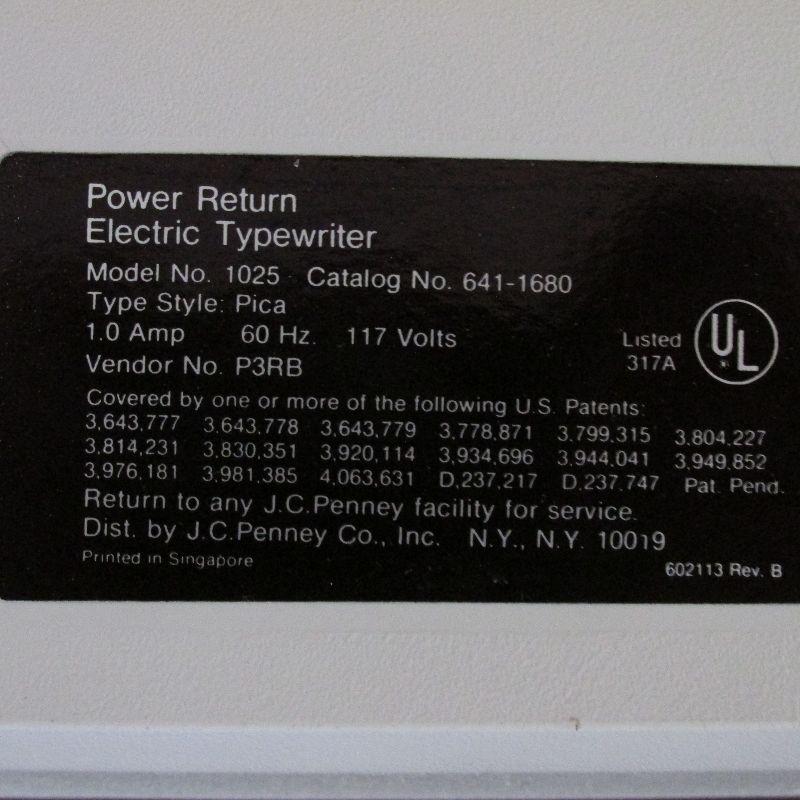 Power Return
Electric Typewriter
Model No. 1025 Catalog No. 641-1680
Type Style: Pica
1.0 Amp 60 Hz. 117 Volts
Vendor No. P3RB
Listed
317A
UL
Covered by one or more of the following U.S. Patents:
3,643,777 3,643,778 3,643,779 3,778,871 3,799,315 3,804,227
3,814,231 3,830,351 3,920,114 3,934,696 3,944,041 3,949,852
3,976,181 3,981,385 4,063,631 D,237,217 D,237,747 Pat. Pend.
Return to any J.C.Penney facility for service.
Dist. by J.C.Penney Co., Inc. N.Y., N.Y. 10019
Printed in Singapore
602113 Rev. B